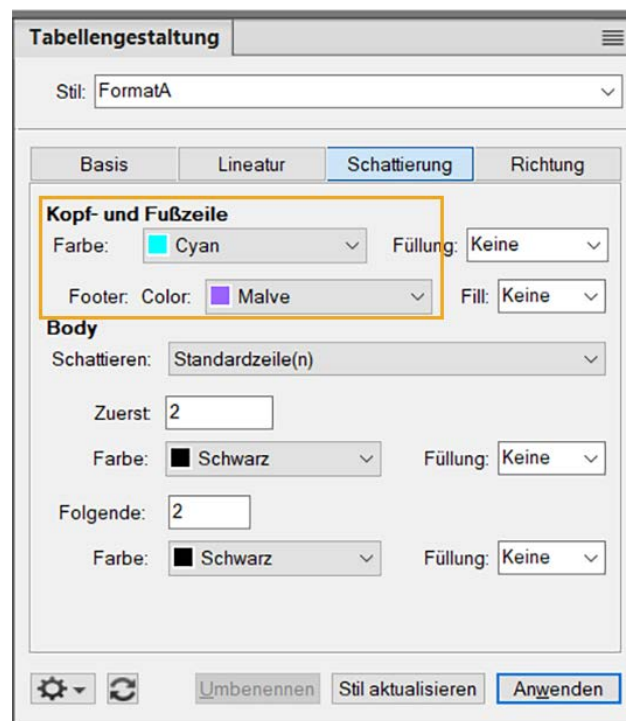 Tabellengestaltung
Stil: FormatA
Basis Lineatur Schattierung Richtung
Kopf- und Fußzeile
Farbe: Cyan Füllung: Keine
Footer: Color: Malve Fill: Keine
Body
Schattieren: Standardzeile(n)
Zuerst: 2
Farbe: Schwarz Füllung: Keine
Folgende: 2
Farbe: Schwarz Füllung: Keine
Umbenennen Stil aktualisieren Anwenden